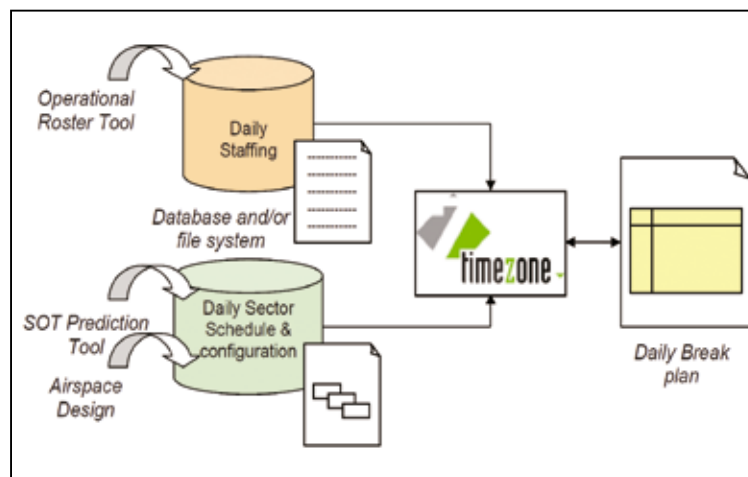 Operational
Roster Tool
Daily
Staffing
Database and/or
file system
SOT Prediction
Tool
Airspace
Design
Daily Sector
Schedule &
configuration
timezone
Daily Break
plan